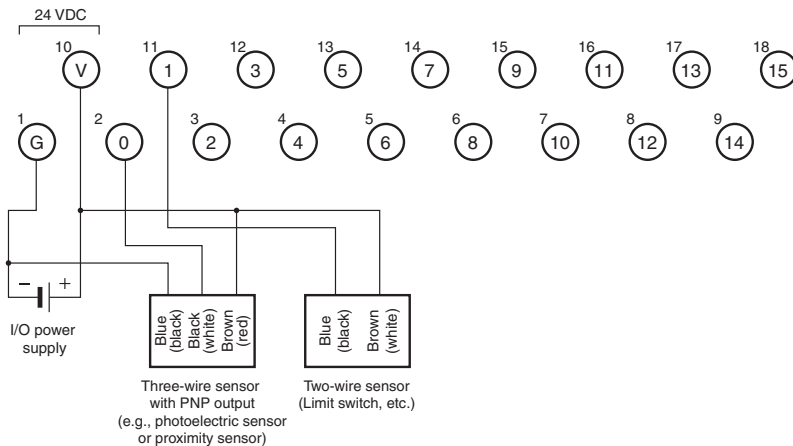 24 VDC
10 11 12 13 14 15 16 17 18
V 1 3 5 7 9 11 13 15
1 2 3 4 5 6 7 8 9
G 0 2 4 6 8 10 12 14
− +
I/O power
supply
Blue
(black)
Black
(white)
Brown
(red)
Blue
(black)
Brown
(white)
Three-wire sensor
with PNP output
(e.g., photoelectric sensor
or proximity sensor)
Two-wire sensor
(Limit switch, etc.)